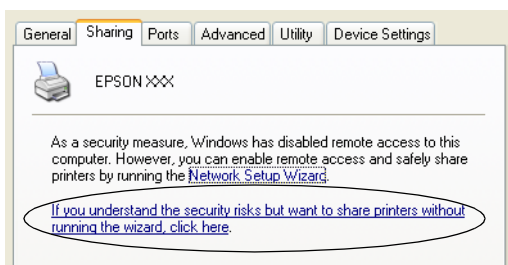 General Sharing Ports Advanced Utility Device Settings
EPSON XXX
As a security measure, Windows has disabled remote access to this
computer. However, you can enable remote access and safely share
printers by running the Network Setup Wizard.
If you understand the security risks but want to share printers without
running the wizard, click here.